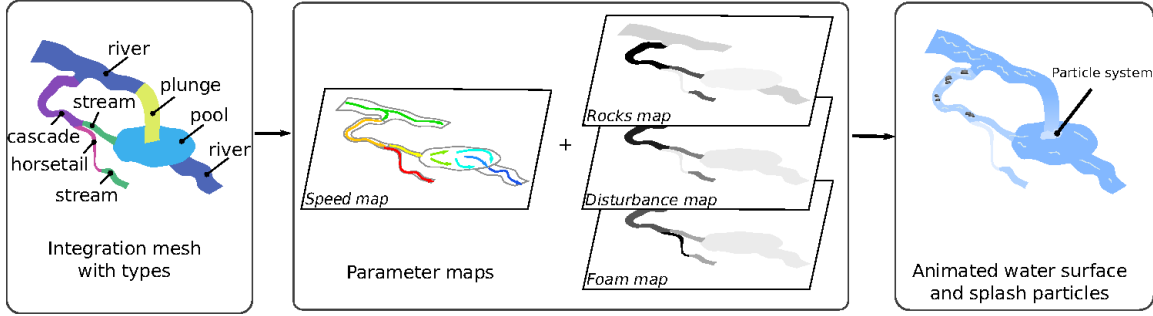 river
plunge
stream
pool
cascade
horsetail
river
stream
Integration mesh
with types
Speed map
+
Rocks map
Disturbance map
Foam map
Parameter maps
Particle system
Animated water surface
and splash particles